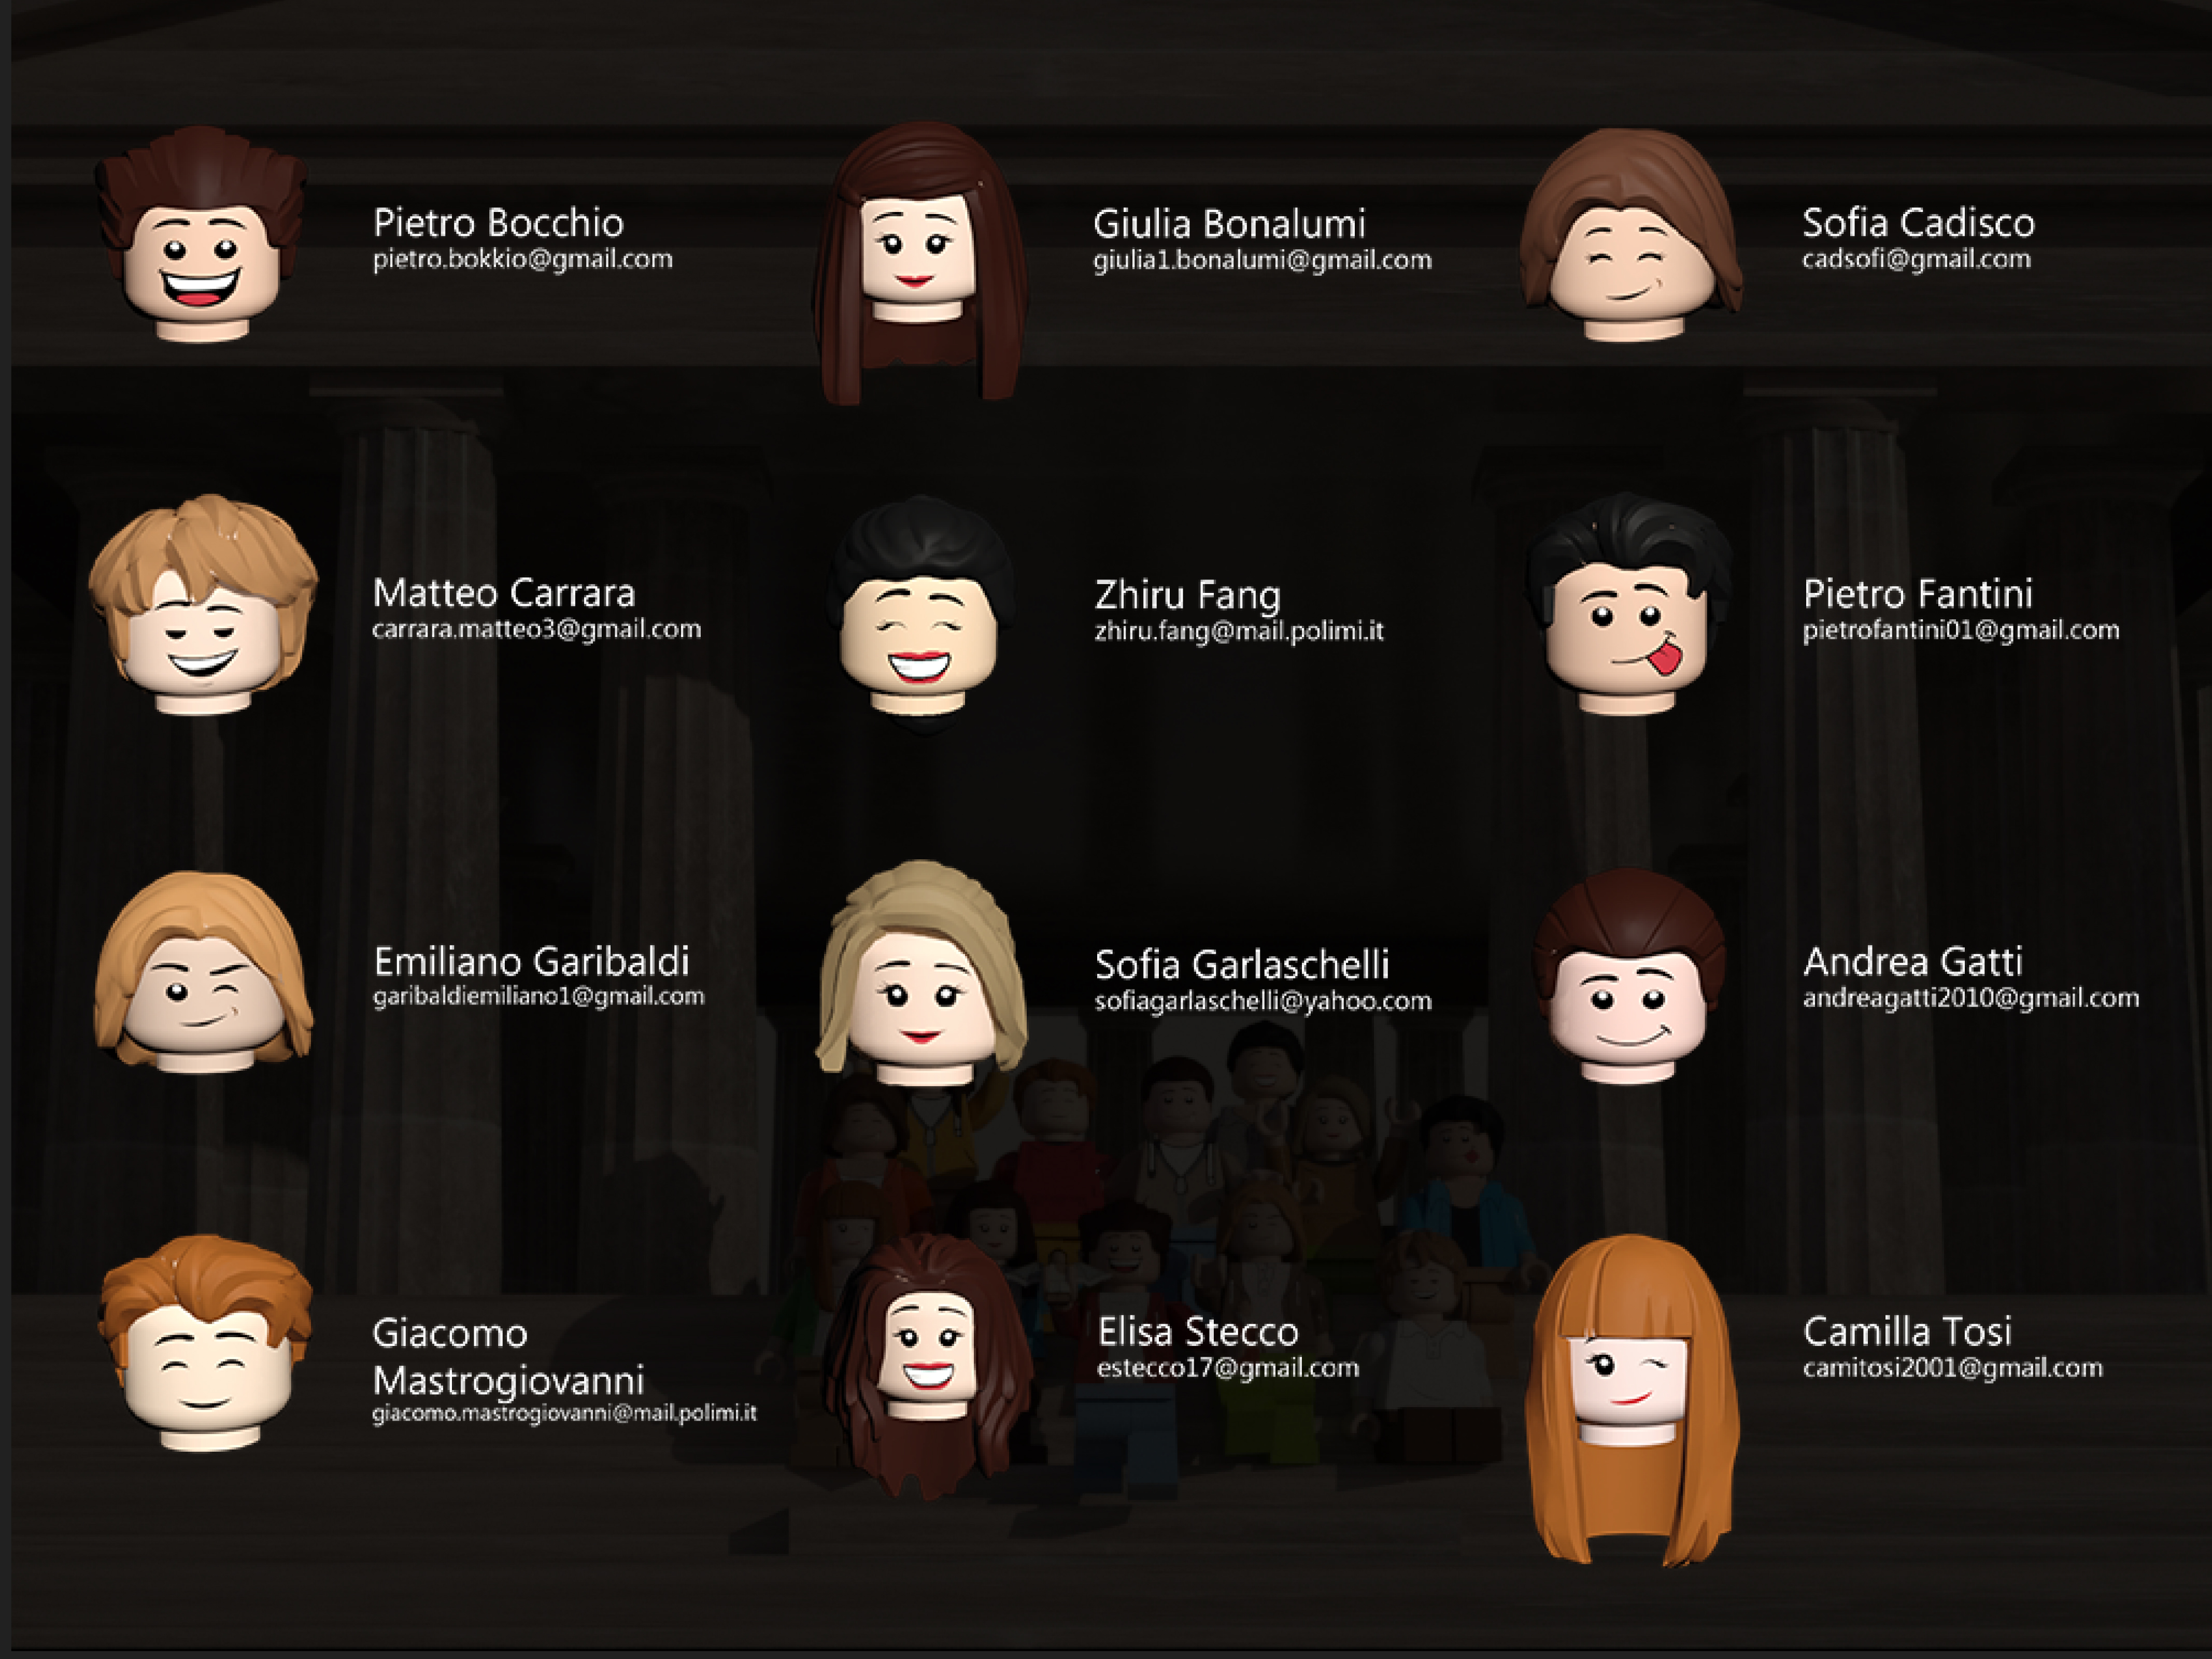 Pietro Bocchio
pietro.bokkio@gmail.com
Giulia Bonalumi
giulia1.bonalumi@gmail.com
Sofia Cadisco
cadsofi@gmail.com
Matteo Carrara
carrara.matteo3@gmail.com
Zhiru Fang
zhiru.fang@mail.polimi.it
Pietro Fantini
pietrofantini01@gmail.com
Emiliano Garibaldi
garibaldiemiliano1@gmail.com
Sofia Garlaschelli
sofiagarlaschelli@yahoo.com
Andrea Gatti
andreagatti2010@gmail.com
Giacomo
Mastrogiovanni
giacomo.mastrogiovanni@mail.polimi.it
Elisa Stecco
estecco17@gmail.com
Camilla Tosi
camitosi2001@gmail.com